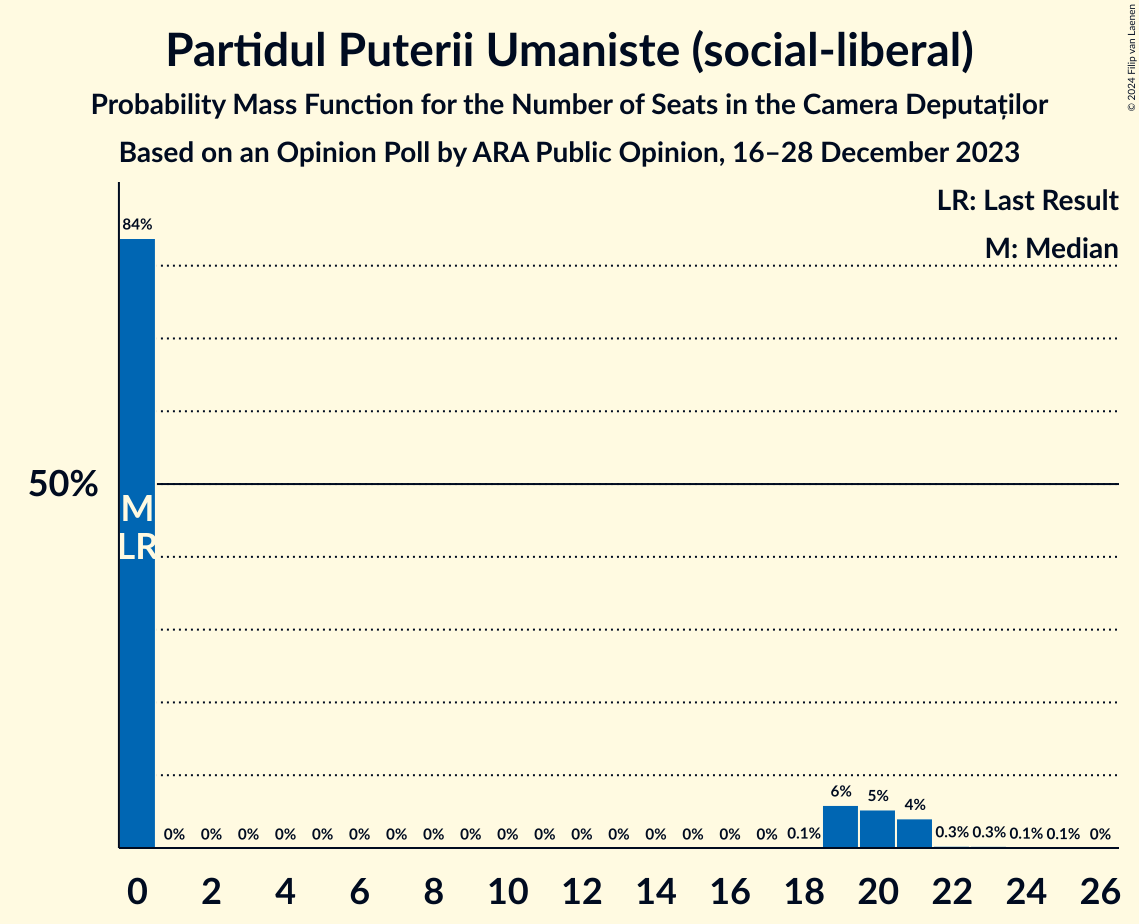 Partidul Puterii Umaniste (social-liberal)
Probability Mass Function for the Number of Seats in the Camera Deputaților
Based on an Opinion Poll by ARA Public Opinion, 16–28 December 2023
© 2024 Filip van Laenen
LR: Last Result
M: Median
84%
50%
M
LR
0% 0% 0% 0% 0% 0% 0% 0% 0% 0% 0% 0% 0% 0% 0% 0% 0% 0.1% 6% 5% 4% 0.3% 0.3% 0.1% 0.1% 0%
0 2 4 6 8 10 12 14 16 18 20 22 24 26